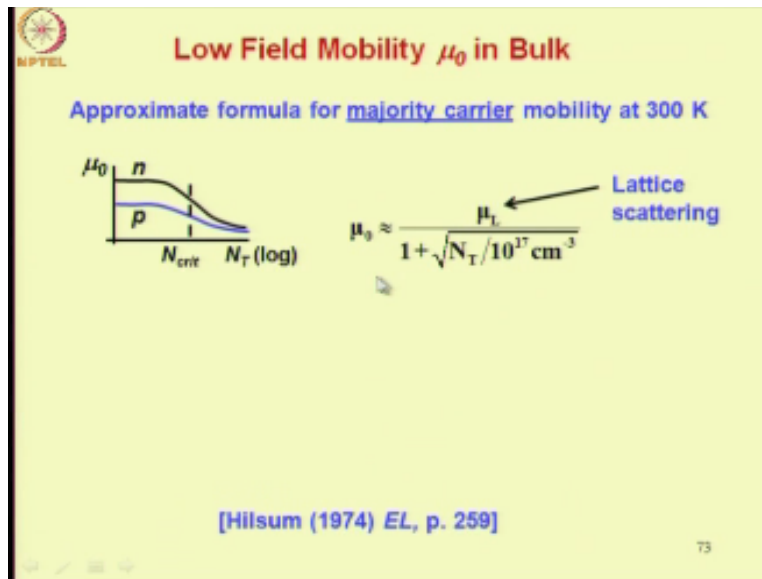 NPTEL
Low Field Mobility μ0 in Bulk
Approximate formula for majority carrier mobility at 300 K
μ0
n
p
Ncrit NT (log)
μ0 ≈ μL / 1 + √NT/10^17 cm^-3
Lattice
scattering
[Hilsum (1974) EL, p. 259]
73